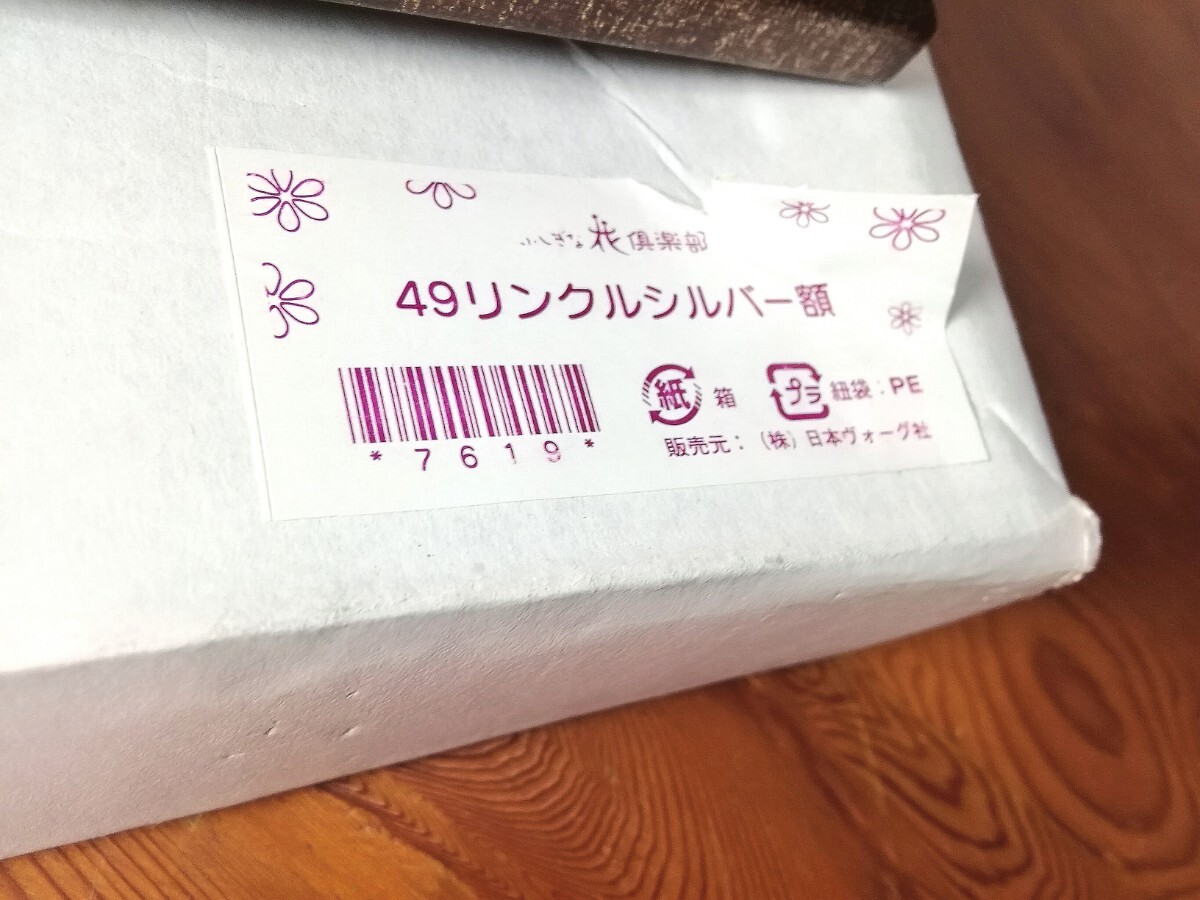 ふしぎな花倶楽部
49リンクルシルバー額
*7619*
紙 箱 プラ 紐袋：PE
販売元：（株）日本ヴォーグ社